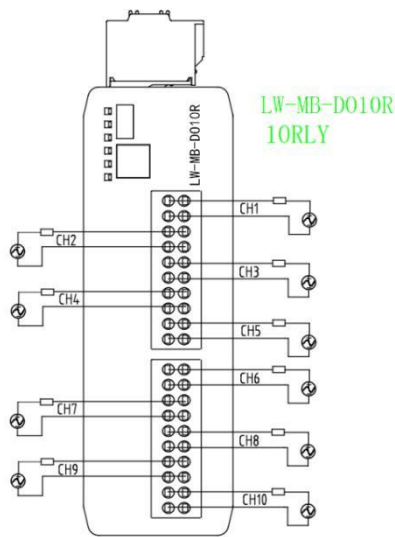 LW-MB-DO10R
10RLY
LW-MB-DO10R
CH1
CH2
CH3
CH4
CH5
CH6
CH7
CH8
CH9
CH10